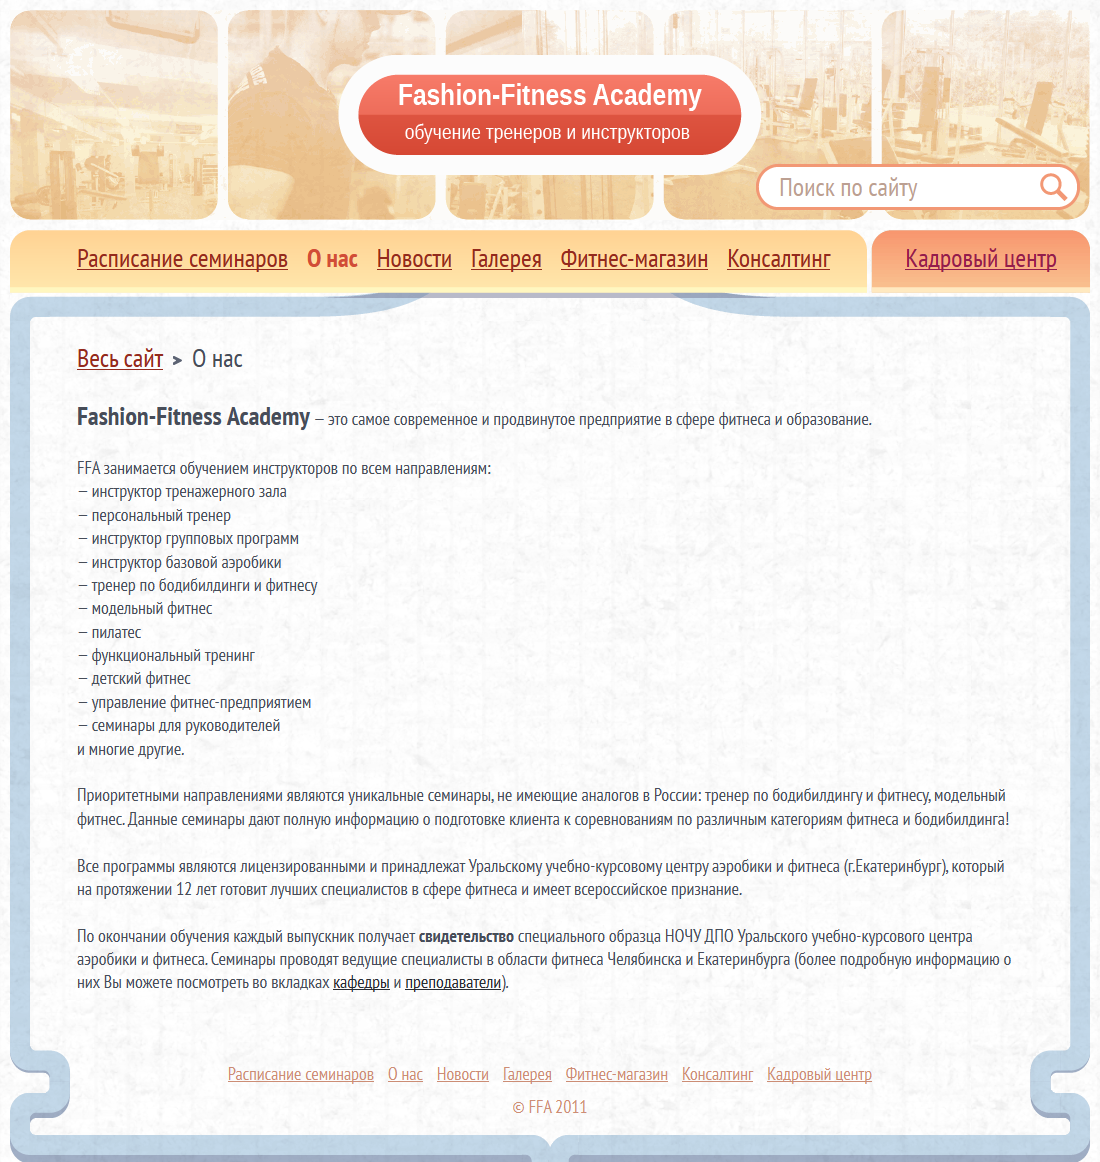 Fashion-Fitness Academy
обучение тренеров и инструкторов
Поиск по сайту
Расписание семинаров О нас Новости Галерея Фитнес-магазин Консалтинг Кадровый центр
Весь сайт > О нас
Fashion-Fitness Academy – это самое современное и продвинутое предприятие в сфере фитнеса и образование.
FFA занимается обучением инструкторов по всем направлениям:
– инструктор тренажерного зала
– персональный тренер
– инструктор групповых программ
– инструктор базовой аэробики
– тренер по бодибилдинги и фитнесу
– модельный фитнес
– пилатес
– функциональный тренинг
– детский фитнес
– управление фитнес-предприятием
– семинары для руководителей
и многие другие.
Приоритетными направлениями являются уникальные семинары, не имеющие аналогов в России: тренер по бодибилдингу и фитнесу, модельный
фитнес. Данные семинары дают полную информацию о подготовке клиента к соревнованиям по различным категориям фитнеса и бодибилдинга!
Все программы являются лицензированными и принадлежат Уральскому учебно-курсовому центру аэробики и фитнеса (г.Екатеринбург), который
на протяжении 12 лет готовит лучших специалистов в сфере фитнеса и имеет всероссийское признание.
По окончании обучения каждый выпускник получает свидетельство специального образца НОЧУ ДПО Уральского учебно-курсового центра
аэробики и фитнеса. Семинары проводят ведущие специалисты в области фитнеса Челябинска и Екатеринбурга (более подробную информацию о
них Вы можете посмотреть во вкладках кафедры и преподаватели).
Расписание семинаров О нас Новости Галерея Фитнес-магазин Консалтинг Кадровый центр
© FFA 2011